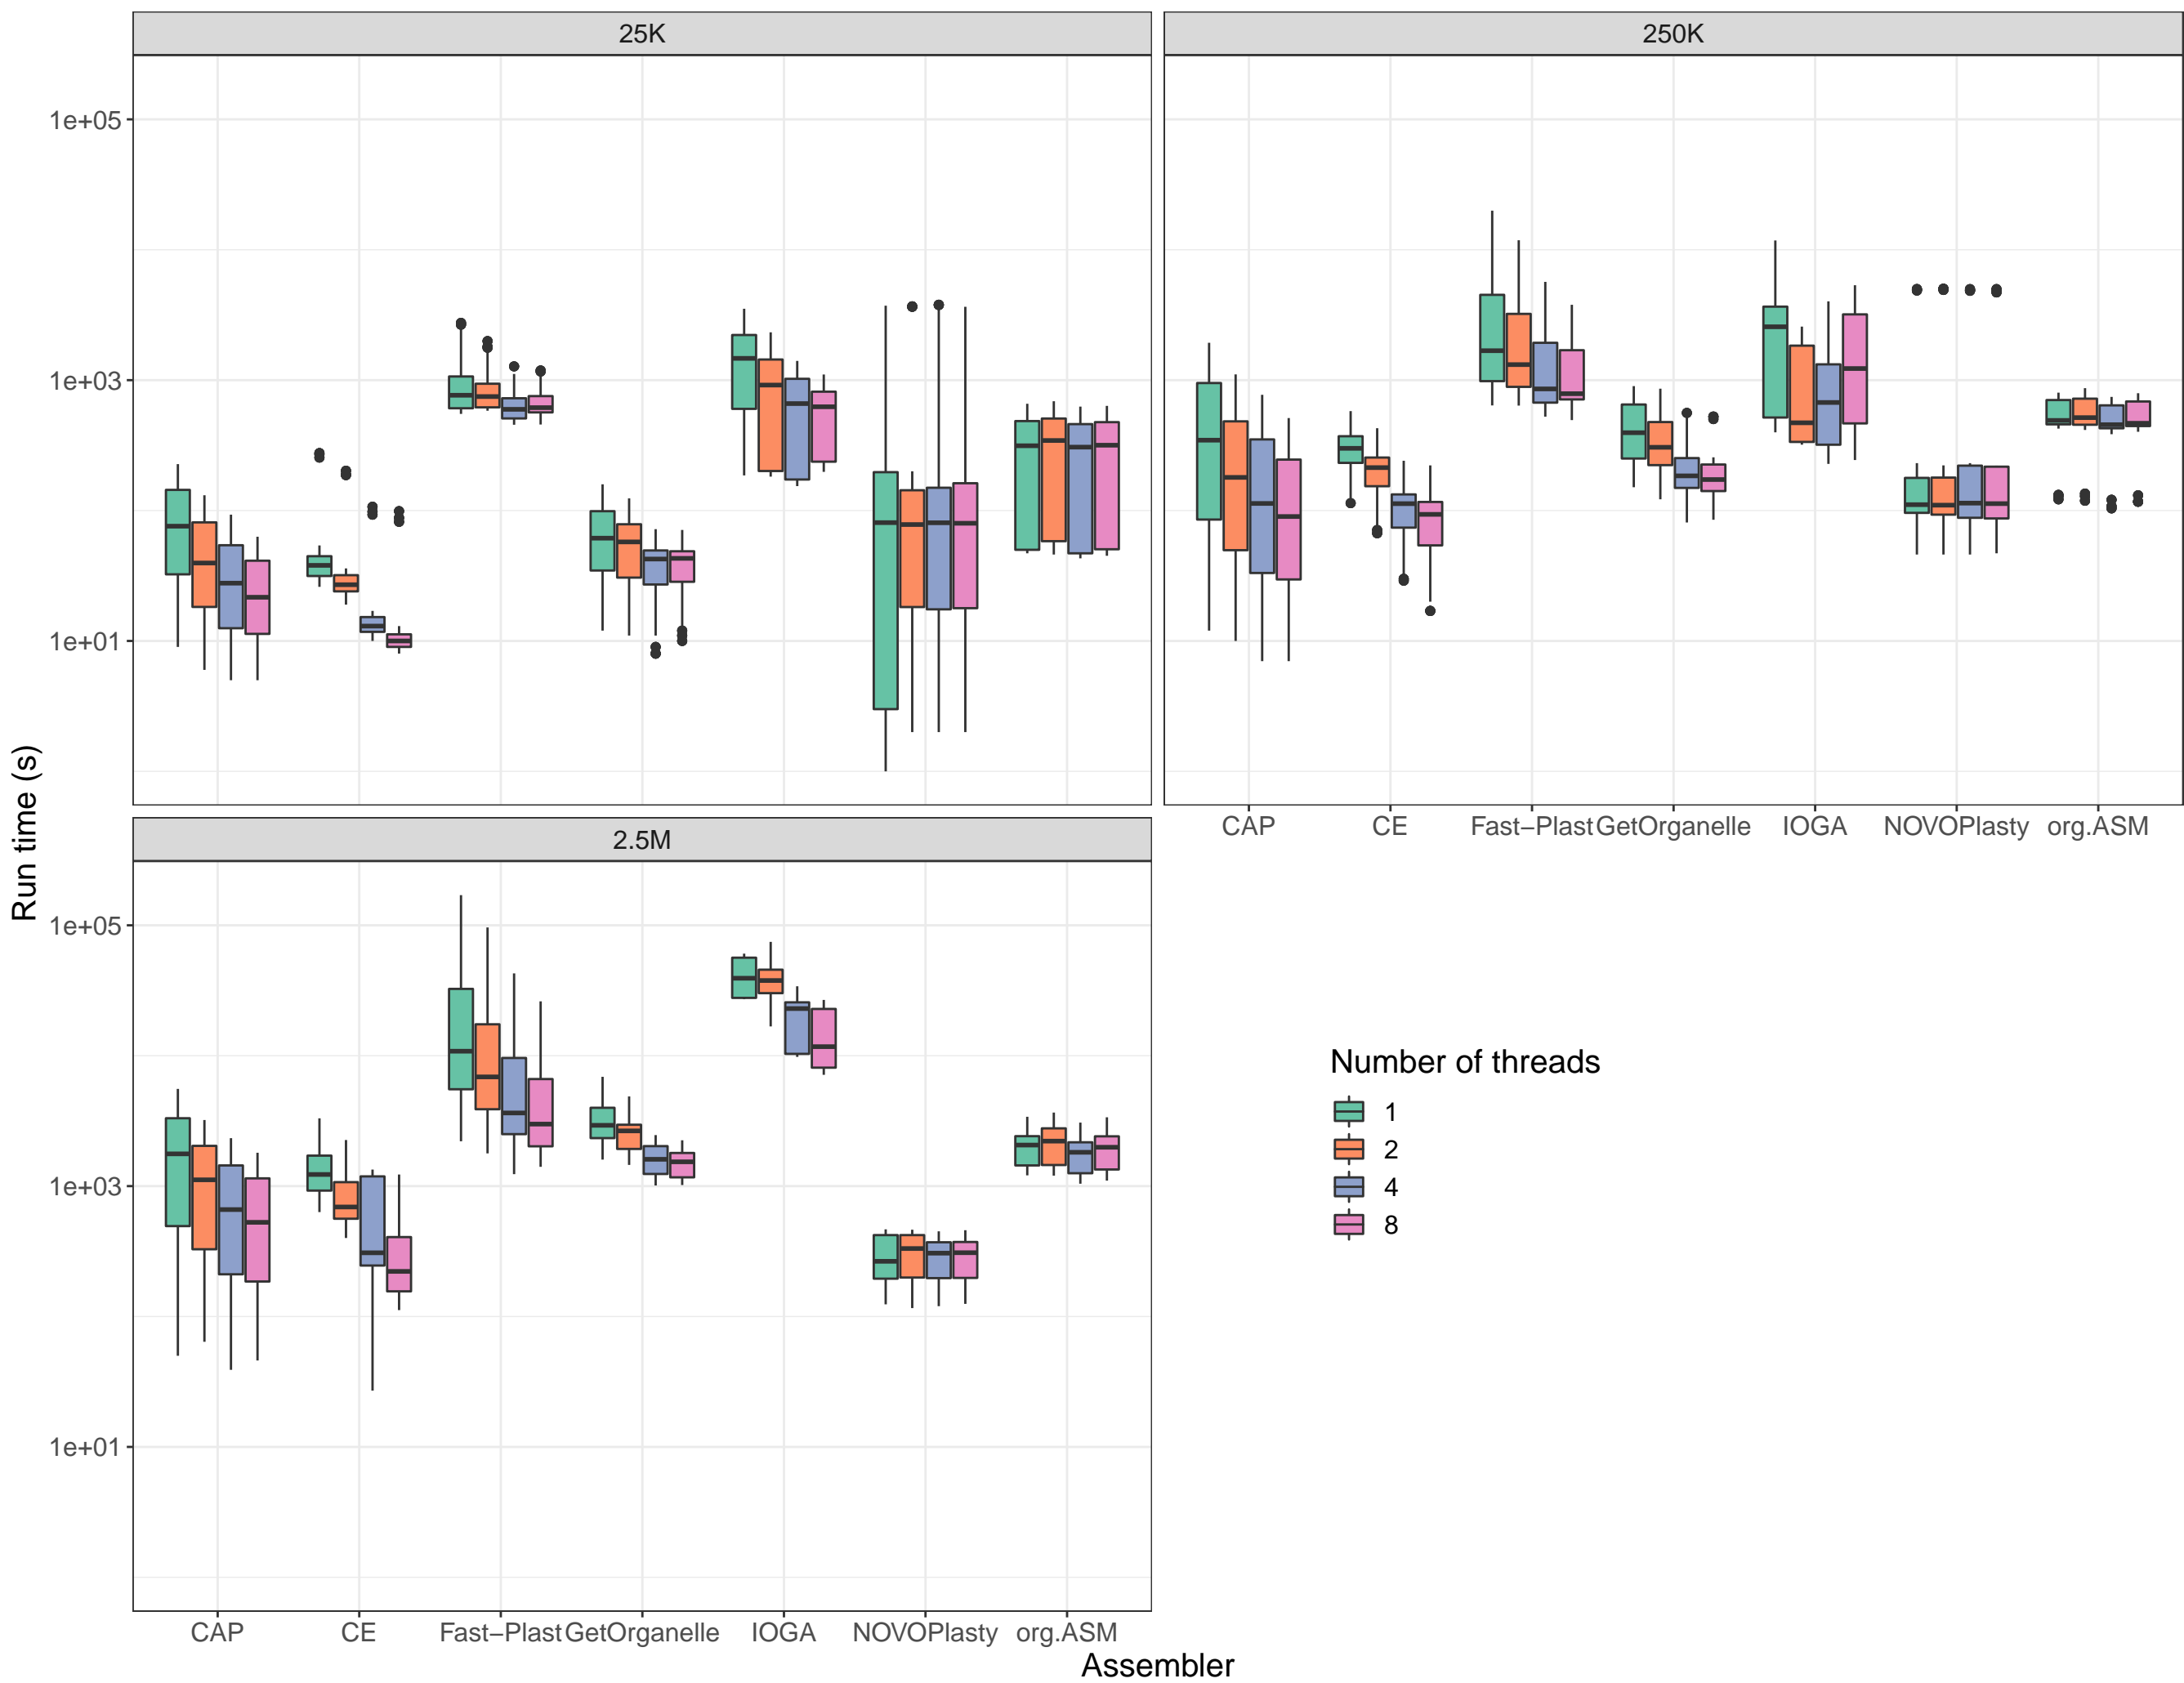 25K
250K
1e+05
1e+03
1e+01
CAP CE Fast−Plast GetOrganelle IOGA NOVOPlasty org.ASM
2.5M
Run time (s)
1e+05
1e+03
1e+01
Number of threads
1
2
4
8
CAP CE Fast−Plast GetOrganelle IOGA NOVOPlasty org.ASM
Assembler